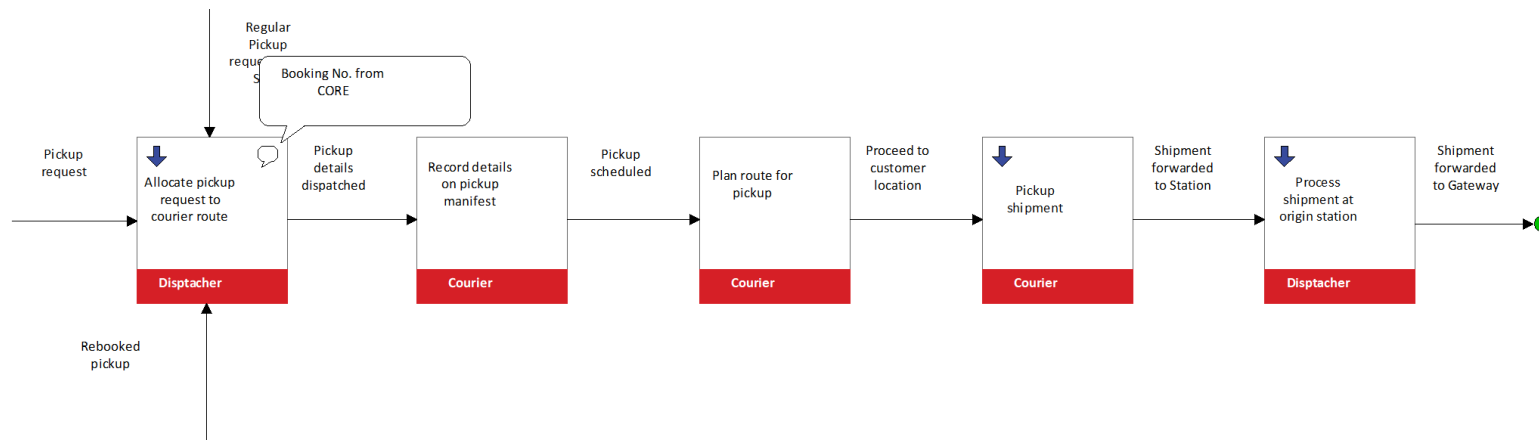 Regular
Pickup
Booking No. from
CORE
Pickup
request
Allocate pickup
request to
courier route
Disptacher
Pickup
details
dispatched
Record details
on pickup
manifest
Courier
Pickup
scheduled
Plan route for
pickup
Courier
Proceed to
customer
location
Pickup
shipment
Courier
Shipment
forwarded
to Station
Process
shipment at
origin station
Disptacher
Shipment
forwarded
to Gateway
Rebooked
pickup